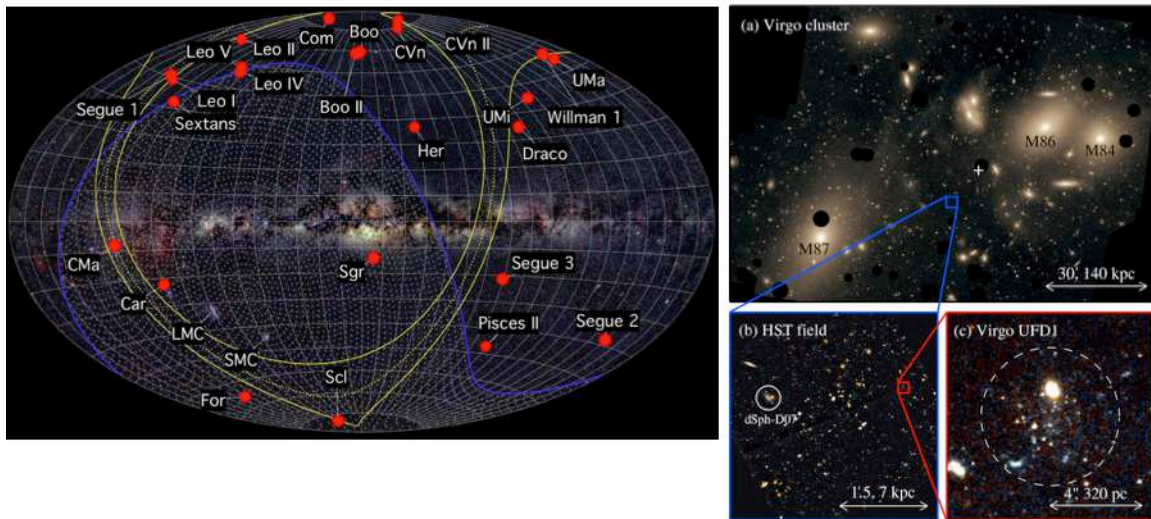 Com
Boo
CVn
CVn II
Leo V
Leo II
UMa
Segue 1
Leo I
Leo IV
Boo II
UMi
Willman 1
Sextans
Her
Draco
CMa
Sgr
Segue 3
Car
LMC
Pisces II
Segue 2
SMC
Scl
For
(a) Virgo cluster
M86
M84
M87
30, 140 kpc
(b) HST field
dSph-D07
1.5, 7 kpc
(c) Virgo UFD1
4", 320 pc